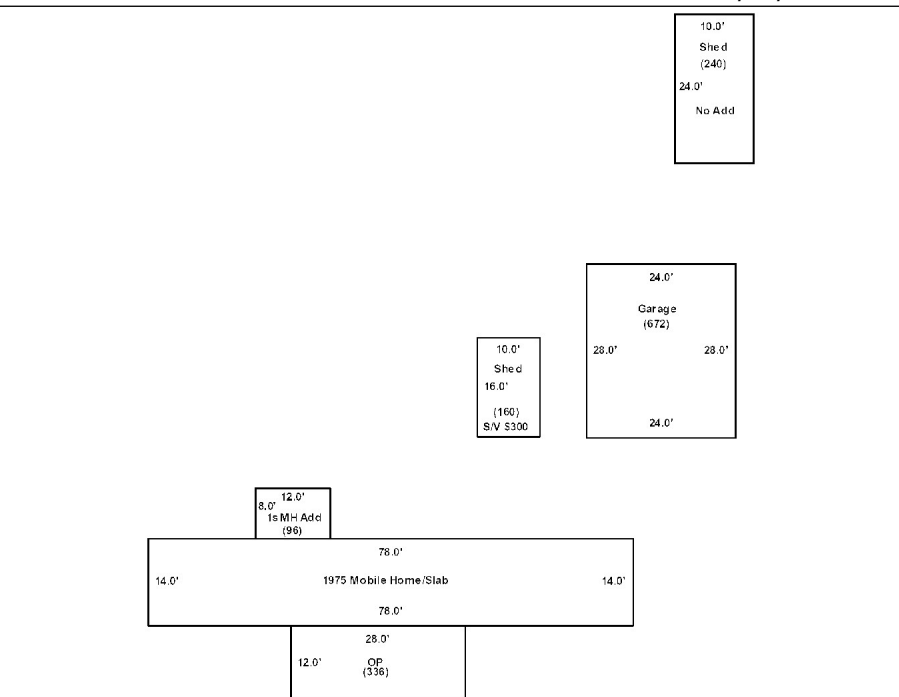 10.0'
Shed
(240)
24.0'
No Add
24.0'
Garage
(672)
28.0'
28.0'
24.0'
10.0'
Shed
16.0'
(160)
S/V $300
12.0'
8.0'
1s MH Add
(96)
78.0'
14.0'
1975 Mobile Home/Slab
14.0'
78.0'
28.0'
12.0'
OP
(336)